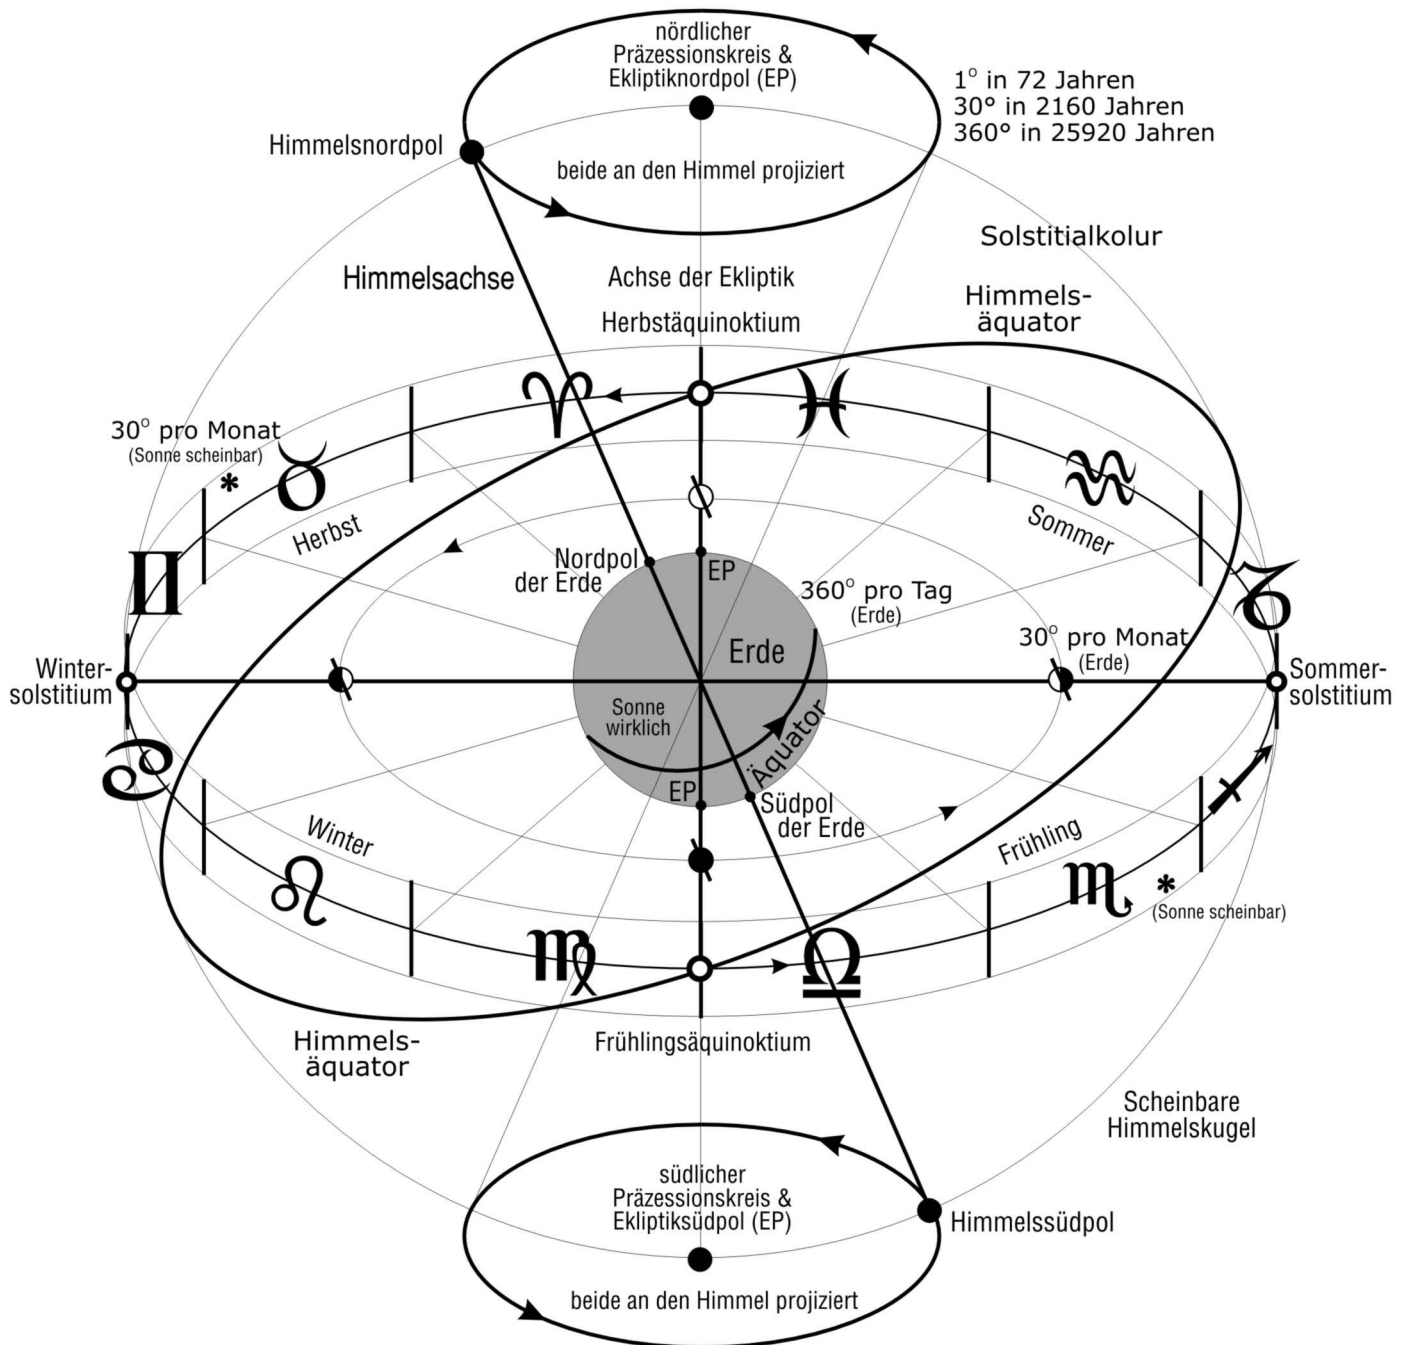 nördlicher
Präzessionskreis &
Ekliptiknordpol (EP)
1° in 72 Jahren
30° in 2160 Jahren
360° in 25920 Jahren
Himmelsnordpol
beide an den Himmel projiziert
Solstitialkolur
Himmelsachse
Achse der Ekliptik
Himmels-
äquator
Herbstäquinoktium
♈
♓
30° pro Monat
(Sonne scheinbar)
*
♉
♒
Herbst
Sommer
Nordpol
der Erde
EP
360° pro Tag
(Erde)
♊
♑
Erde
30° pro Monat
(Erde)
Winter-
solstitium
Sommer-
solstitium
Sonne
wirklich
Äquator
♋
EP
Südpol
der Erde
♐
Winter
Frühling
♌
♏
*
(Sonne scheinbar)
♍
♎
Himmels-
äquator
Frühlingsäquinoktium
Scheinbare
Himmelskugel
südlicher
Präzessionskreis &
Ekliptiksüdpol (EP)
Himmelssüdpol
beide an den Himmel projiziert